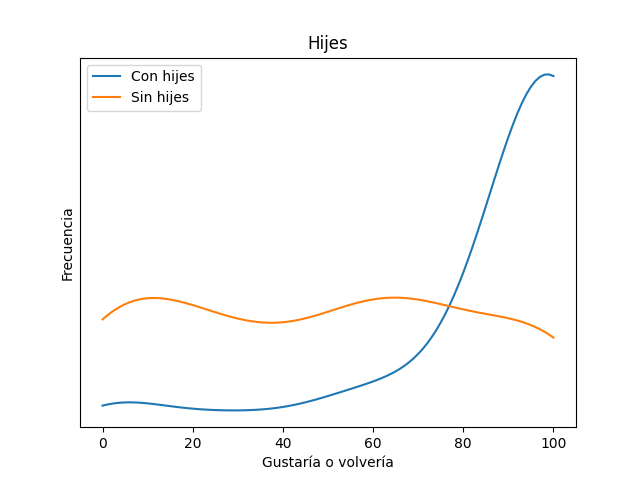 Hijes
Con hijes
Sin hijes
Frecuencia
0 20 40 60 80 100
Gustaría o volvería